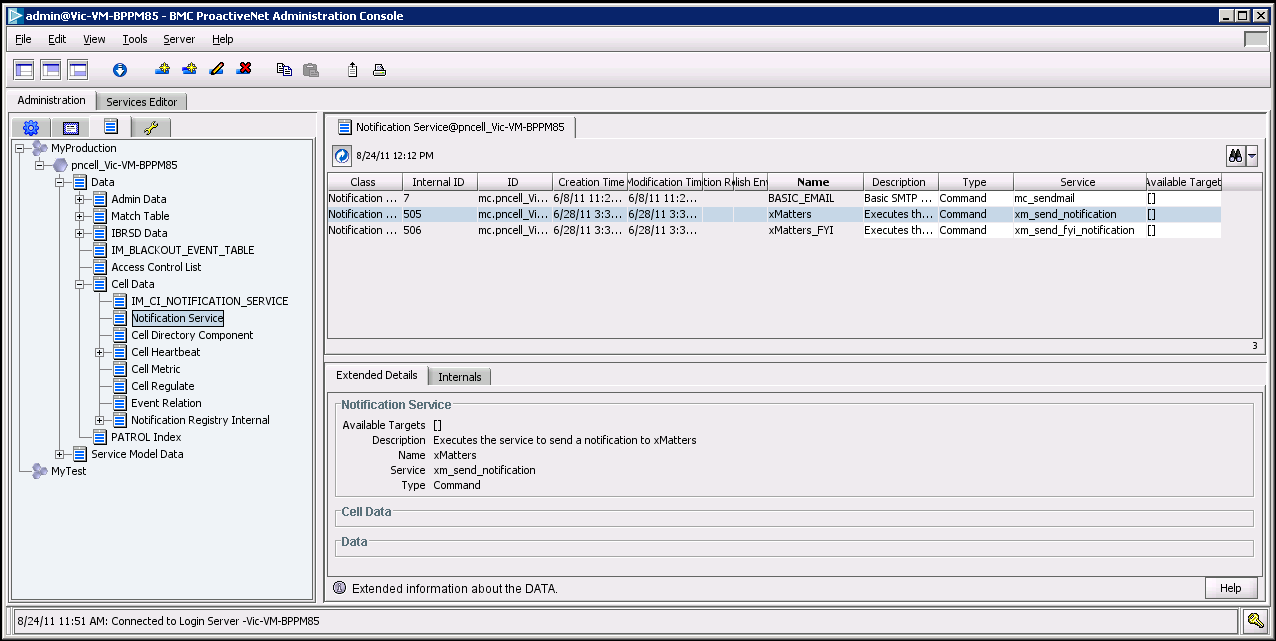 admin@Vic-VM-BPPM85 - BMC ProactiveNet Administration Console
File Edit View Tools Server Help
Administration Services Editor
MyProduction
pncell_Vic-VM-BPPM85
Data
Admin Data
Match Table
IBRSD Data
IM_BLACKOUT_EVENT_TABLE
Access Control List
Cell Data
IM_CI_NOTIFICATION_SERVICE
Notification Service
Cell Directory Component
Cell Heartbeat
Cell Metric
Cell Regulate
Event Relation
Notification Registry Internal
PATROL Index
Service Model Data
MyTest
Notification Service@pncell_Vic-VM-BPPM85
8/24/11 12:12 PM
Class Internal ID ID Creation Time Modification Tim tion Re lish Env Name Description Type Service Available Target
Notification ... 7 mc.pncell_Vi... 6/8/11 11:2... 6/8/11 11:2... BASIC_EMAIL Basic SMTP ... Command mc_sendmail []
Notification ... 505 mc.pncell_Vi... 6/28/11 3:3... 6/28/11 3:3... xMatters Executes th... Command xm_send_notification []
Notification ... 506 mc.pncell_Vi... 6/28/11 3:3... 6/28/11 3:3... xMatters_FYI Executes th... Command xm_send_fyi_notification []
3
Extended Details Internals
Notification Service
Available Targets []
Description Executes the service to send a notification to xMatters
Name xMatters
Service xm_send_notification
Type Command
Cell Data
Data
Extended information about the DATA.
Help
8/24/11 11:51 AM: Connected to Login Server -Vic-VM-BPPM85